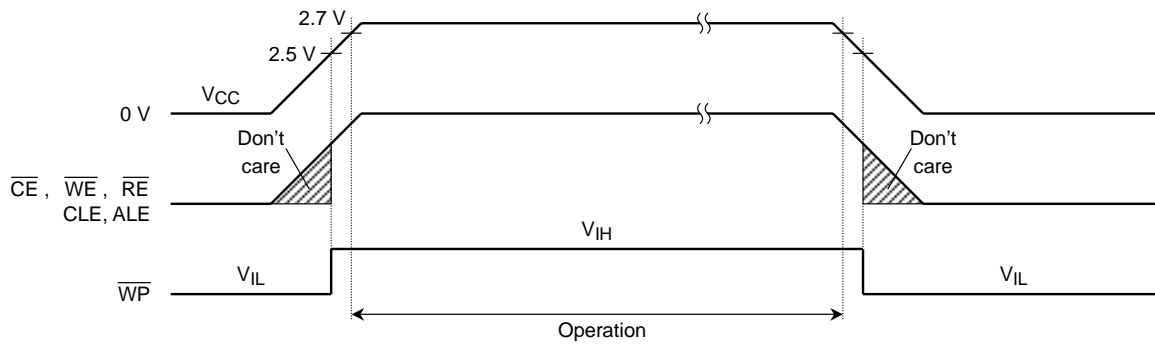 2.7 V
2.5 V
VCC
0 V
Don't
care
Don't
care
CE , WE , RE
CLE, ALE
VIH
VIL
VIL
WP
Operation